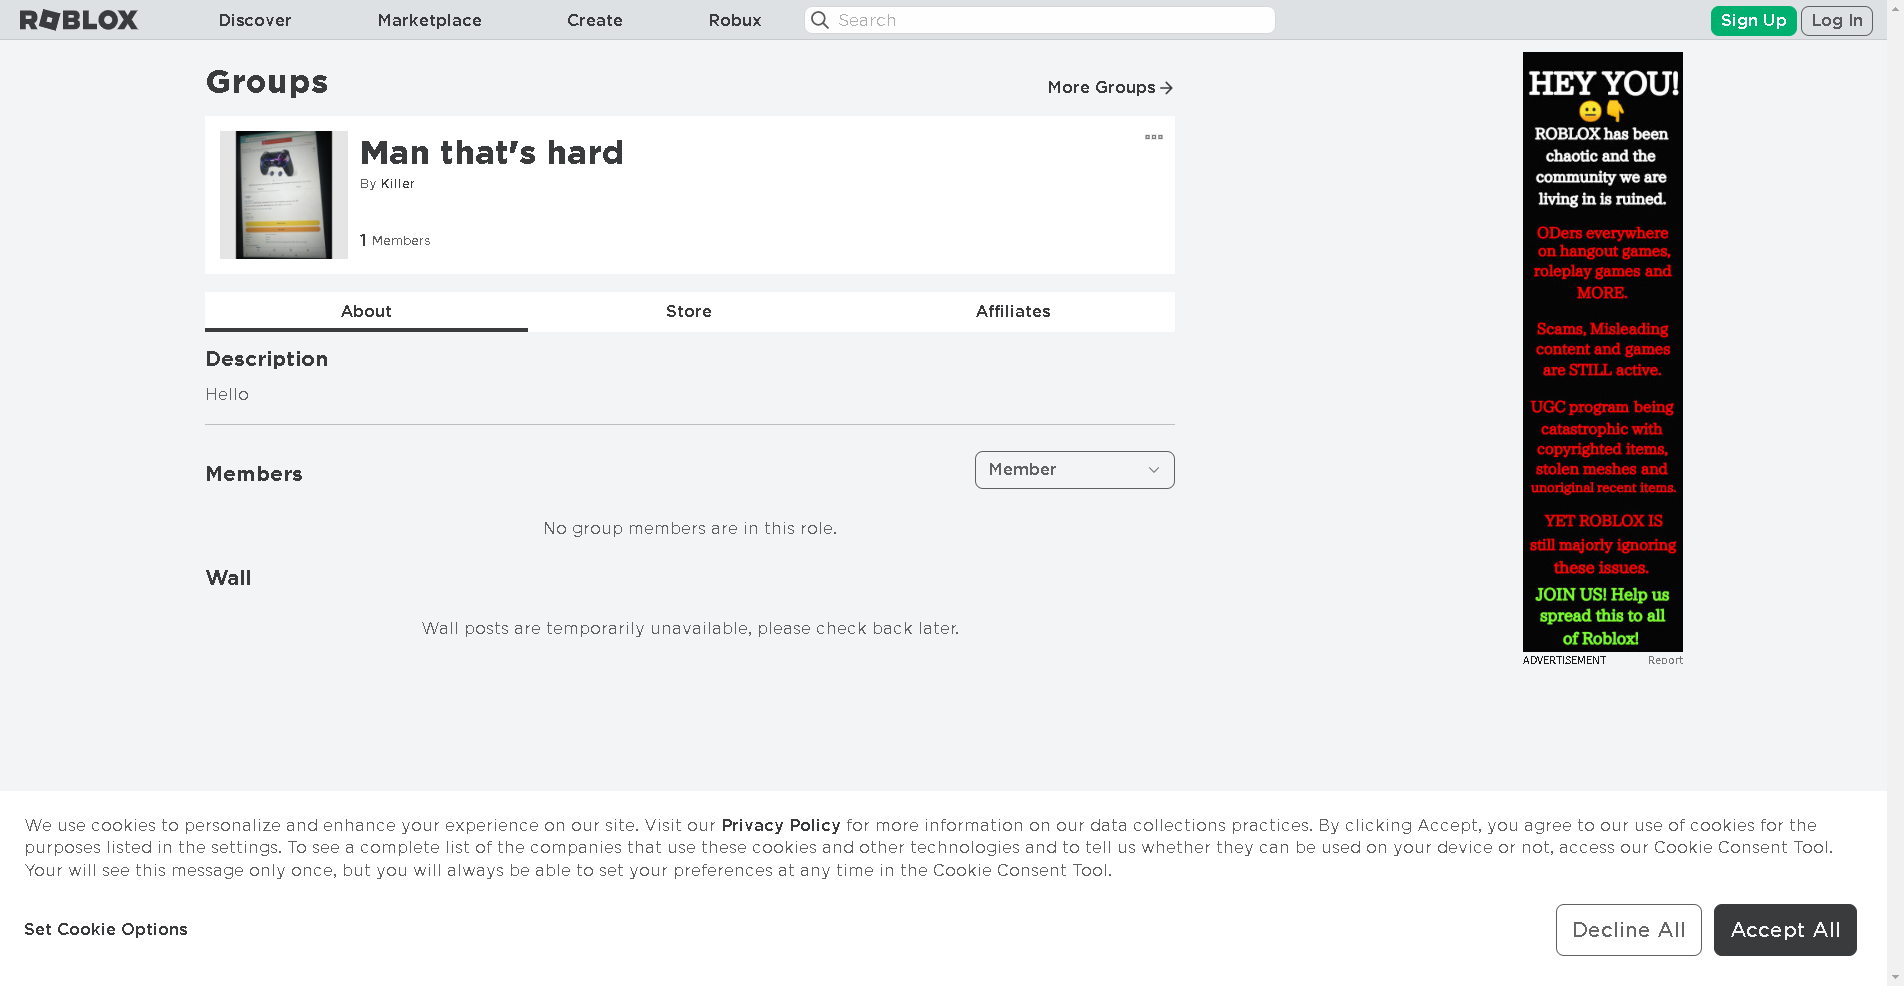 ROBLOX
Discover
Marketplace
Create
Robux
Search
Sign Up
Log In
Groups
More Groups
Man that's hard
By Killer
1 Members
About
Store
Affiliates
Description
Hello
Members
Member
No group members are in this role.
Wall
Wall posts are temporarily unavailable, please check back later.
HEY YOU!
ROBLOX has been
chaotic and the
community we are
living in is ruined.
ODers everywhere
on hangout games,
roleplay games and
MORE.
Scams, Misleading
content and games
are STILL active.
UGC program being
catastrophic with
copyrighted items,
stolen meshes and
unoriginal recent items.
YET ROBLOX IS
still majorly ignoring
these issues.
JOIN US! Help us
spread this to all
of Roblox!
ADVERTISEMENT
Report
We use cookies to personalize and enhance your experience on our site. Visit our Privacy Policy for more information on our data collections practices. By clicking Accept, you agree to our use of cookies for the
purposes listed in the settings. To see a complete list of the companies that use these cookies and other technologies and to tell us whether they can be used on your device or not, access our Cookie Consent Tool.
Your will see this message only once, but you will always be able to set your preferences at any time in the Cookie Consent Tool.
Set Cookie Options
Decline All
Accept All